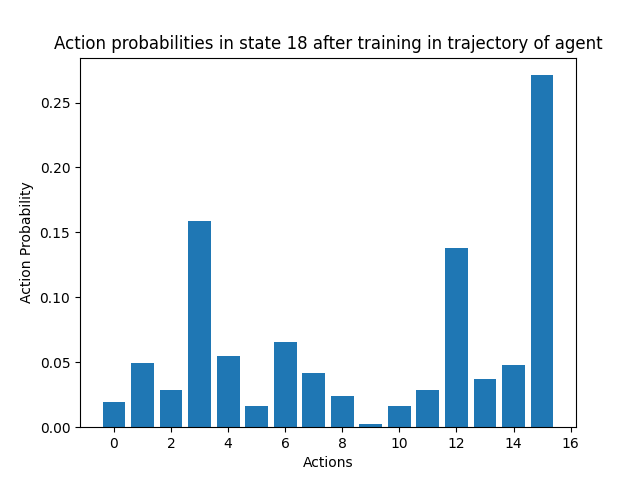 Action probabilities in state 18 after training in trajectory of agent
0.25
0.20
0.15
0.10
0.05
0.00
Action Probability
0 2 4 6 8 10 12 14 16
Actions